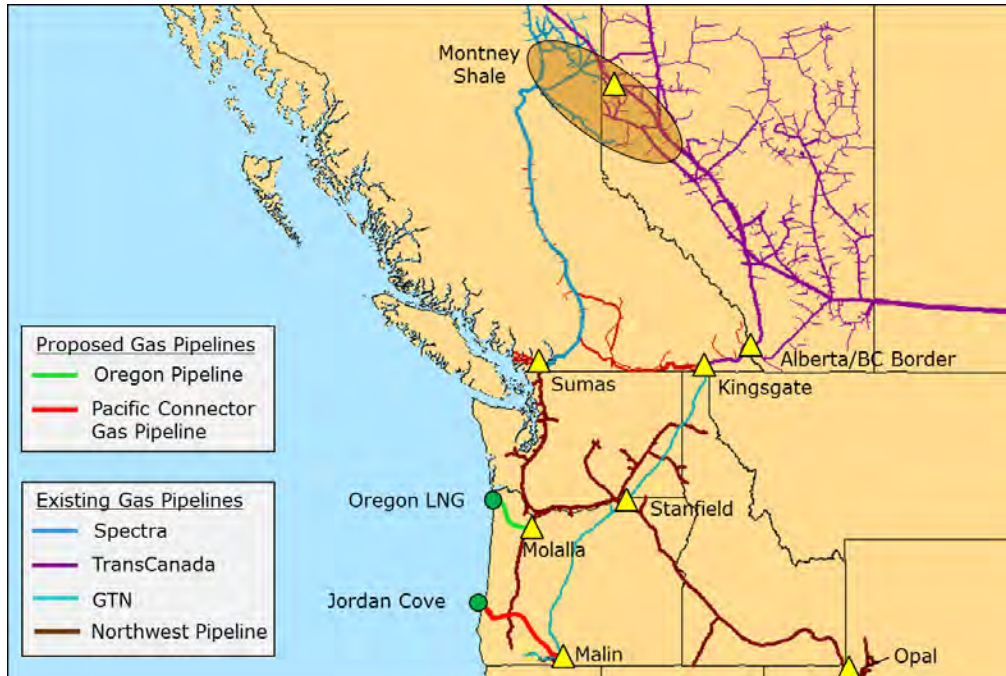 Montney
Shale
Alberta/BC Border
Sumas
Kingsgate
Proposed Gas Pipelines
Oregon Pipeline
Pacific Connector
Gas Pipeline
Oregon LNG
Stanfield
Molalla
Existing Gas Pipelines
Spectra
TransCanada
GTN
Northwest Pipeline
Jordan Cove
Malin
Opal